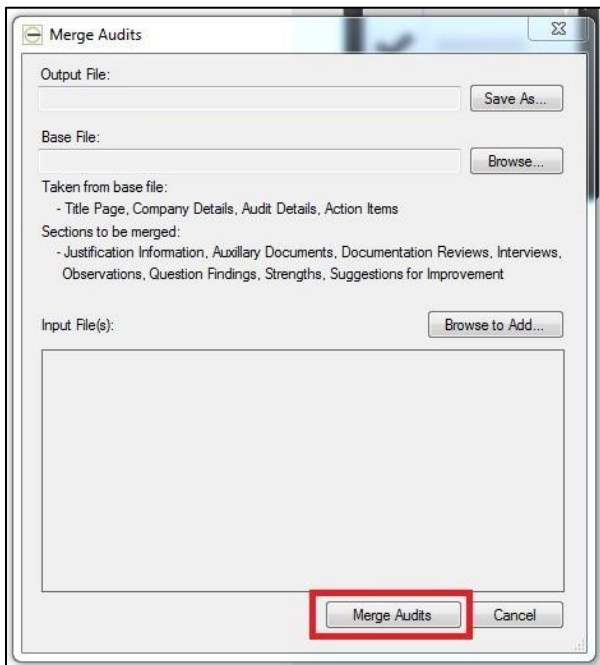 Merge Audits
Output File:
Save As...
Base File:
Browse...
Taken from base file:
- Title Page, Company Details, Audit Details, Action Items
Sections to be merged:
- Justification Information, Auxillary Documents, Documentation Reviews, Interviews,
Observations, Question Findings, Strengths, Suggestions for Improvement
Input File(s):
Browse to Add...
Merge Audits
Cancel